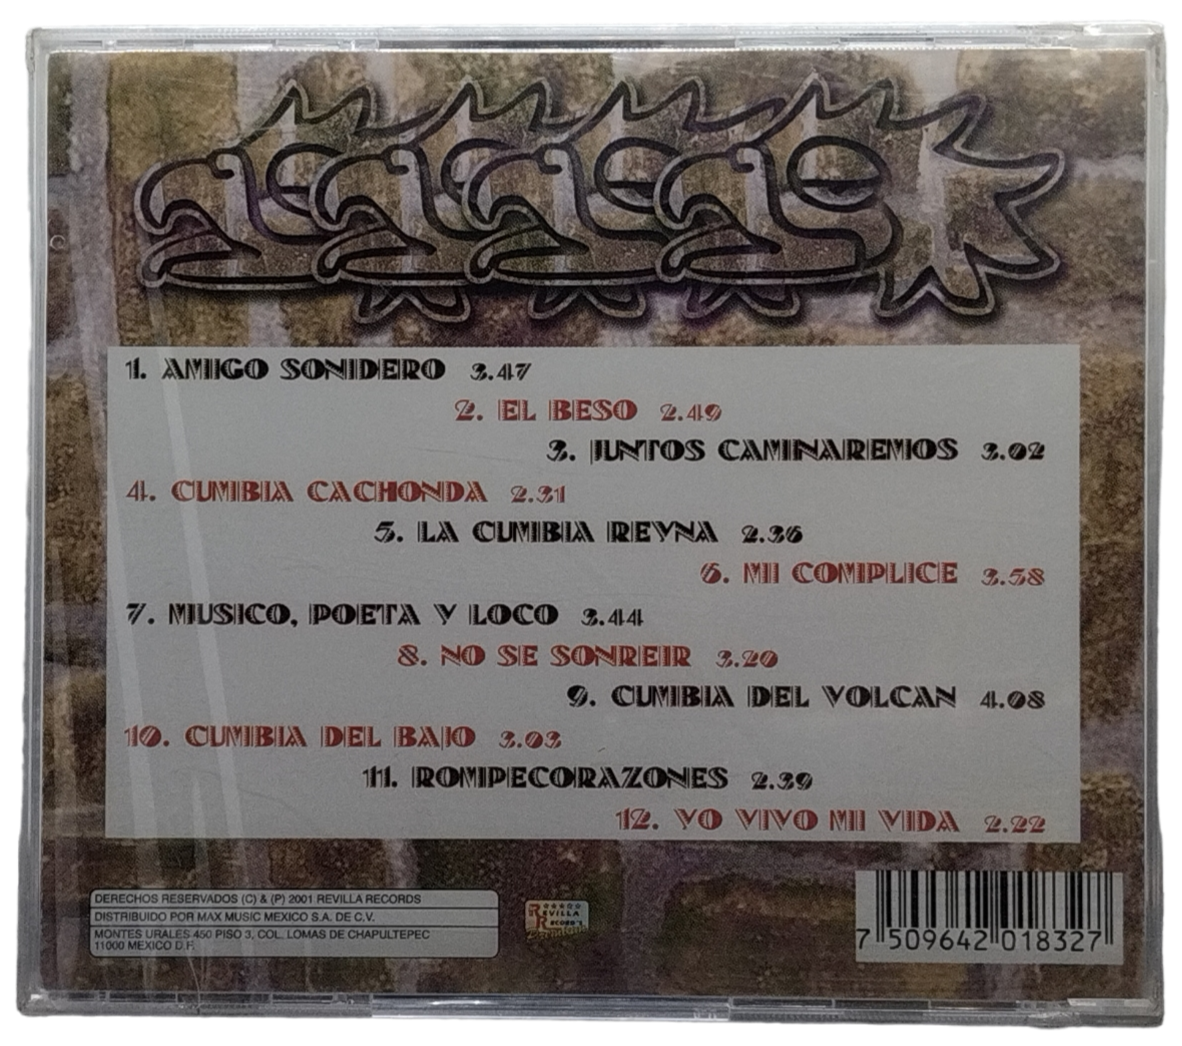 1. AMIGO SONIDERO 3.47
2. EL BESO 2.49
3. JUNTOS CAMINAREMOS 3.02
4. CUMBIA CACHONDA 2.31
5. LA CUMBIA REYNA 2.36
6. MI COMPLICE 3.58
7. MUSICO, POETA Y LOCO 3.44
8. NO SE SONREIR 3.20
9. CUMBIA DEL VOLCAN 4.08
10. CUMBIA DEL BAJO 3.03
11. ROMPECORAZONES 2.39
12. YO VIVO MI VIDA 2.22
DERECHOS RESERVADOS (C) & (P) 2001 REVILLA RECORDS
DISTRIBUIDO POR MAX MUSIC MEXICO S.A. DE C.V.
MONTES URALES 450 PISO 3, COL. LOMAS DE CHAPULTEPEC
11000 MEXICO D.F.
REVILLA
RECORD'S
7 509642 018327